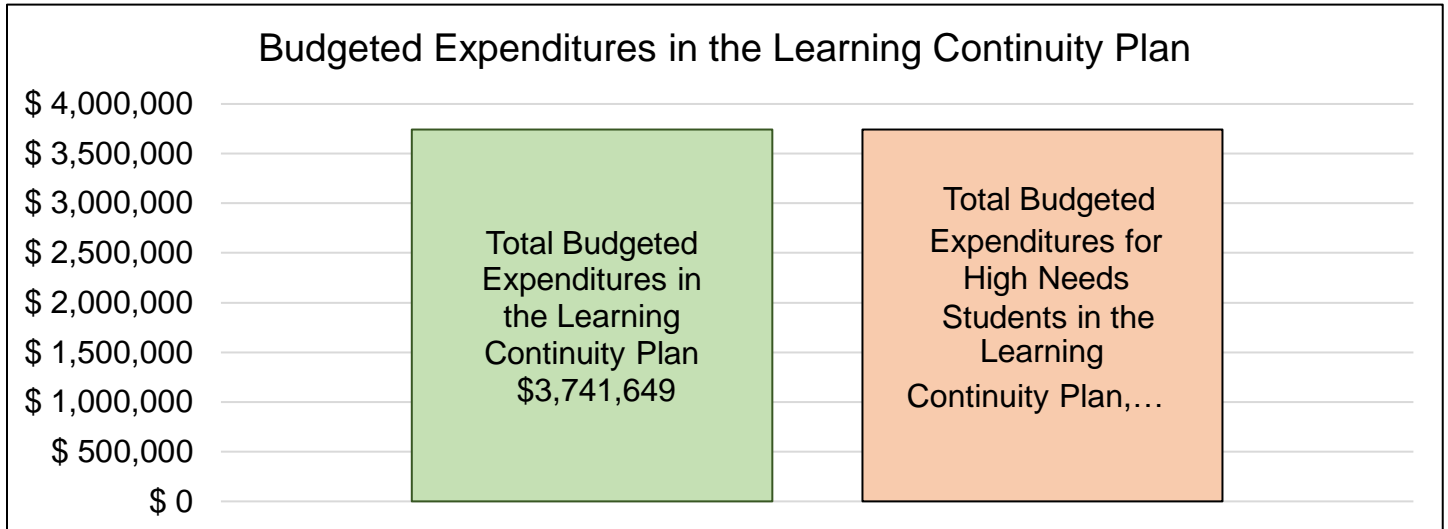 Budgeted Expenditures in the Learning Continuity Plan
$ 4,000,000
$ 3,500,000
$ 3,000,000
$ 2,500,000
$ 2,000,000
$ 1,500,000
$ 1,000,000
$ 500,000
$ 0
Total Budgeted
Expenditures in
the Learning
Continuity Plan
$3,741,649
Total Budgeted
Expenditures for
High Needs
Students in the
Learning
Continuity Plan,…